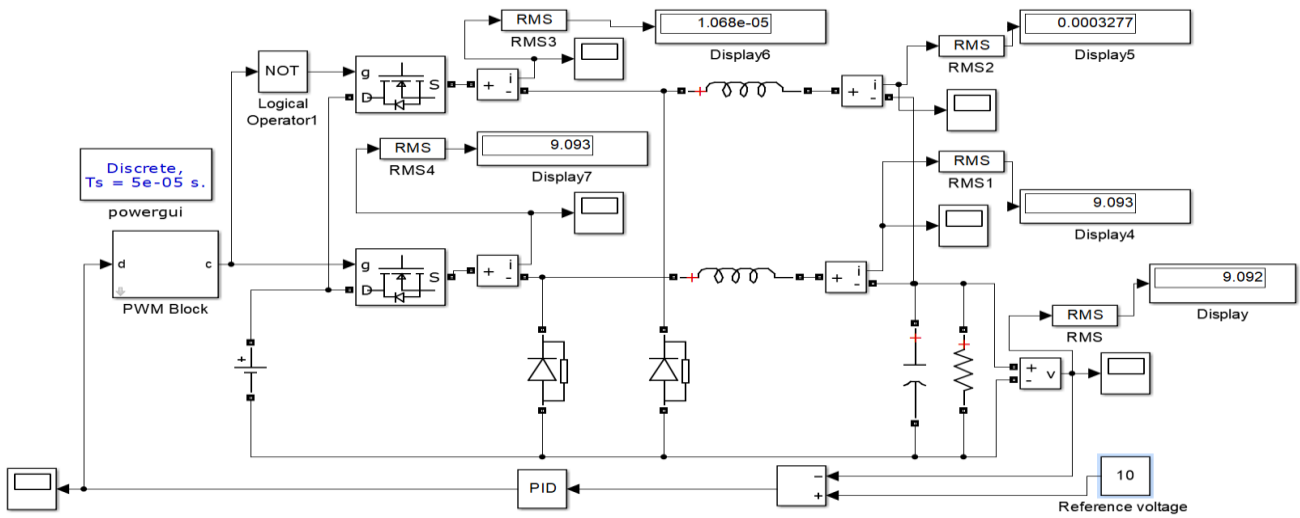 RMS
RMS3
1.068e-05
Display6
RMS
RMS2
0.0003277
Display5
NOT
Logical
Operator1
g
D
S
+
i
-
+
+
i
-
RMS
RMS4
9.093
Display7
RMS
RMS1
9.093
Display4
Discrete,
Ts = 5e-05 s.
powergui
d
c
PWM Block
g
D
S
+
i
-
+
+
i
-
9.092
Display
RMS
RMS
+
+
+
+
-
v
PID
-
+
10
Reference voltage